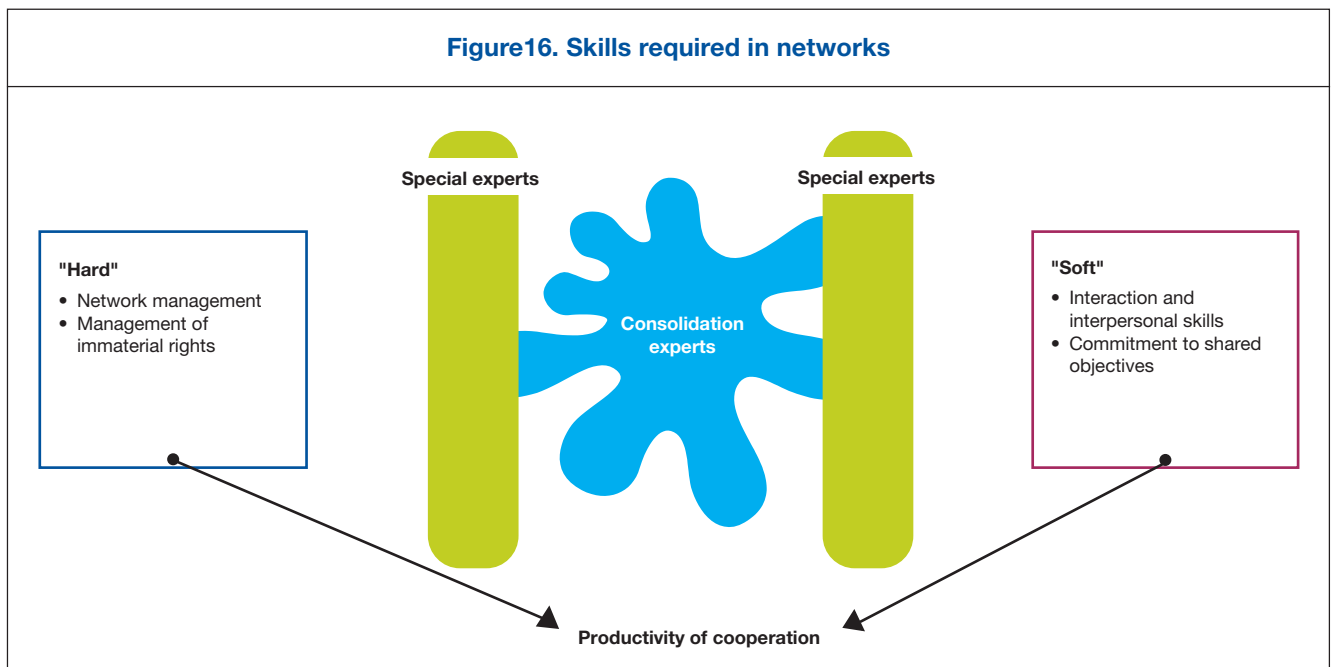 Figure16. Skills required in networks
Special experts
Special experts
"Hard"
• Network management
• Management of
immaterial rights
Consolidation
experts
"Soft"
• Interaction and
interpersonal skills
• Commitment to shared
objectives
Productivity of cooperation